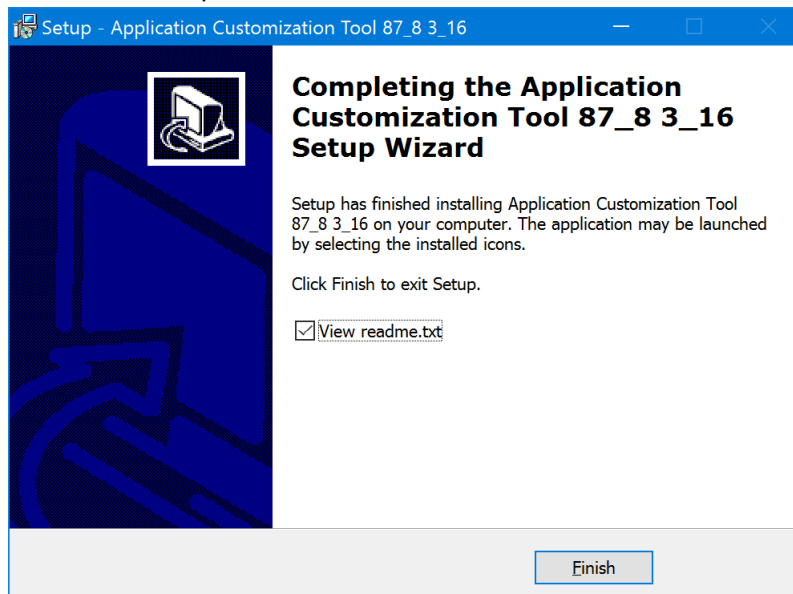 Setup - Application Customization Tool 87_8 3_16
Completing the Application
Customization Tool 87_8 3_16
Setup Wizard
Setup has finished installing Application Customization Tool
87_8 3_16 on your computer. The application may be launched
by selecting the installed icons.
Click Finish to exit Setup.
View readme.txt
Finish